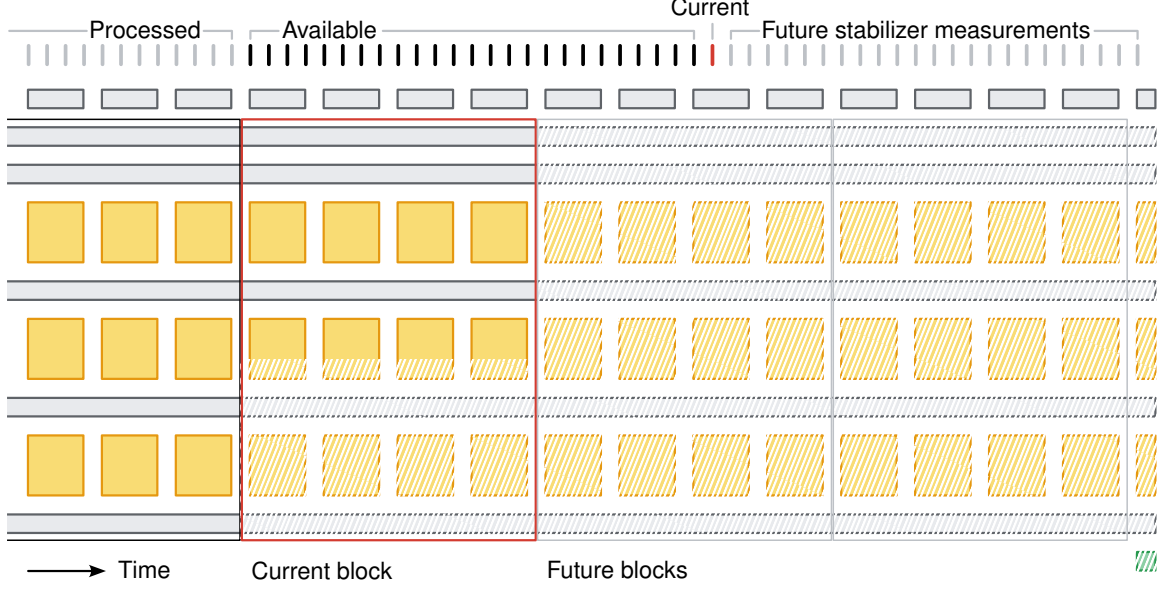 Current
Processed
Available
Future stabilizer measurements
Time
Current block
Future blocks